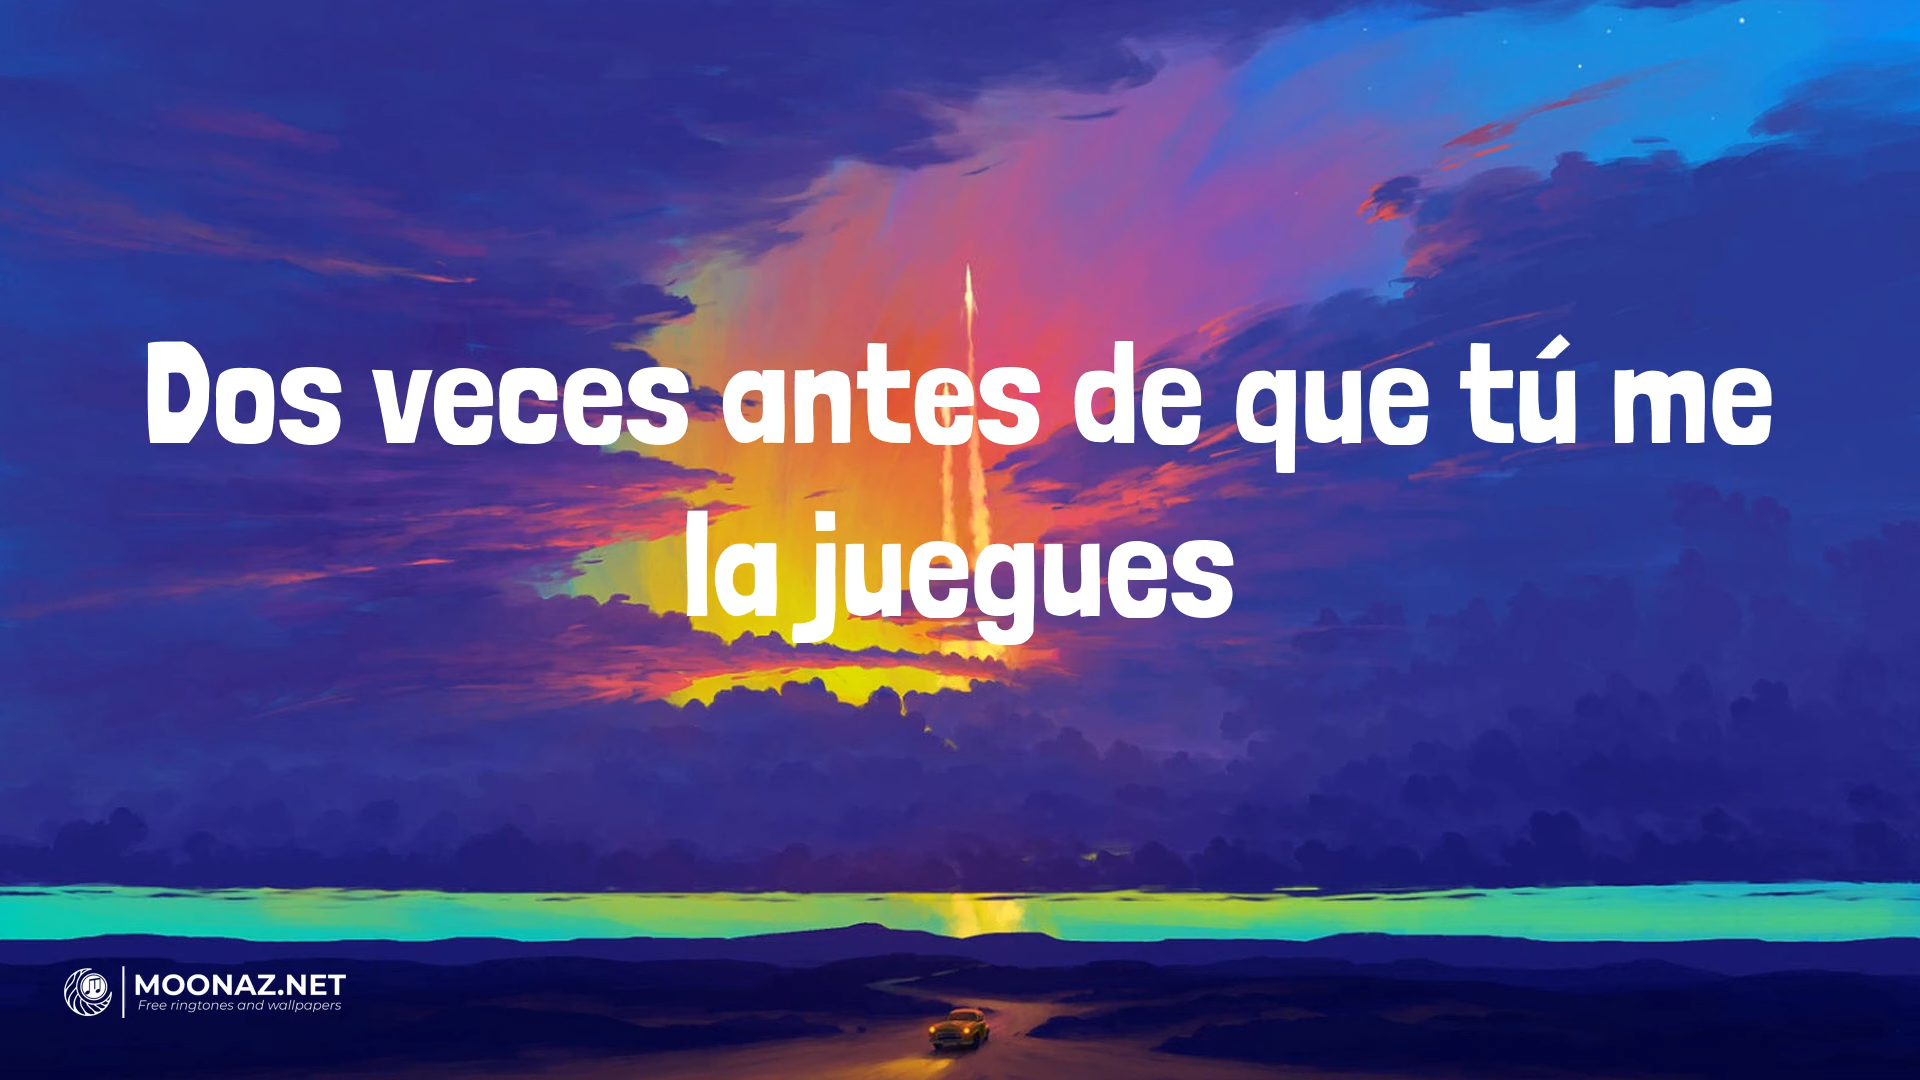 Dos veces antes de que tú me
la juegues
MOONAZ.NET
Free ringtones and wallpapers